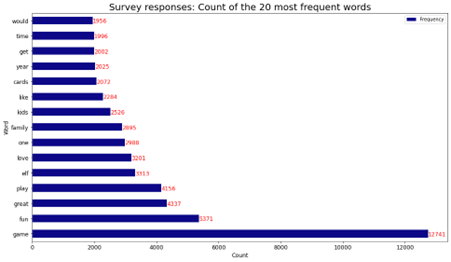 Survey responses: Count of the 20 most frequent words
frequency
would 1956
time 1996
get 2002
year 2025
cards 2072
like 2284
kids 2526
family 2895
one 2988
love 3201
elf 3313
play 4156
great 4337
fun 5371
game 12741
0 2000 4000 6000 8000 10000 12000
Count
Word